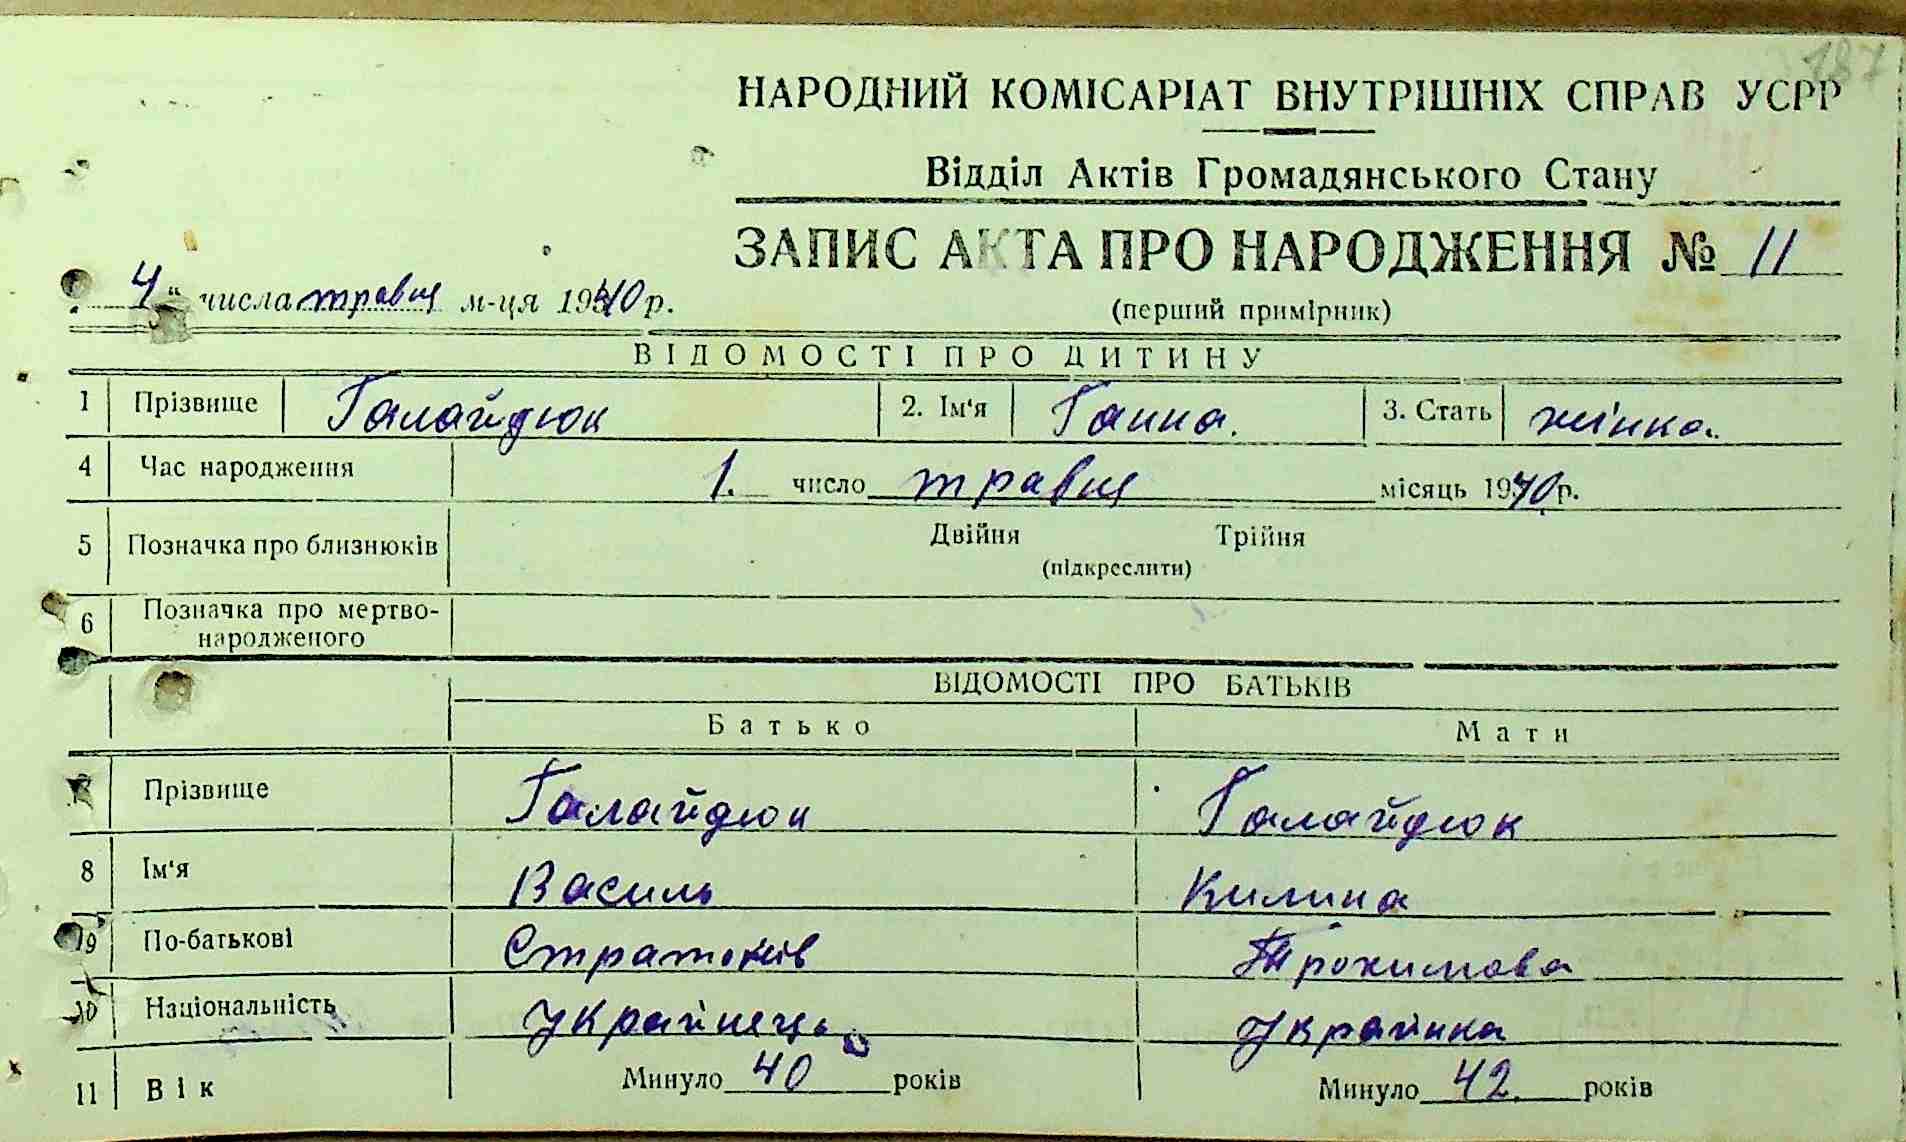 187
НАРОДНИЙ КОМІСАРІАТ ВНУТРІШНІХ СПРАВ УСРР
Відділ Актів Громадянського Стану
ЗАПИС АКТА ПРО НАРОДЖЕННЯ № 11
4 " числа травня м-ця 1940 р.
(перший примірник)
ВІДОМОСТІ ПРО ДИТИНУ
1 Прізвище Галайдюк 2. Ім'я Ганна. 3. Стать жінка.
4 Час народження 1. число травня місяць 1940 р.
5 Позначка про близнюків Двійня Трійня
(підкреслити)
6 Позначка про мертво-
народженого
ВІДОМОСТІ ПРО БАТЬКІВ
Батько Мати
7 Прізвище Галайдюк Галайдюк
8 Ім'я Василь Килина
9 По-батькові Трохимова
10 Національність Українець Українка
11 Вік Минуло 40 років Минуло 42 років